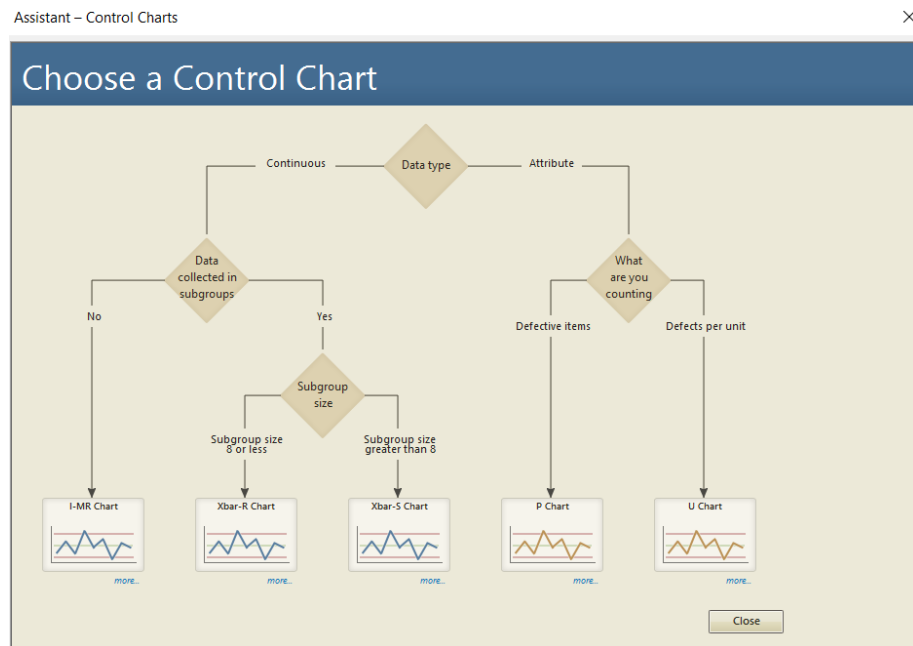 Assistant – Control Charts
Choose a Control Chart
Data type
Continuous
Attribute
Data
collected in
subgroups
What
are you
counting
No
Yes
Defective items
Defects per unit
Subgroup
size
Subgroup size
8 or less
Subgroup size
greater than 8
I-MR Chart
Xbar-R Chart
Xbar-S Chart
P Chart
U Chart
more...
more...
more...
more...
more...
Close